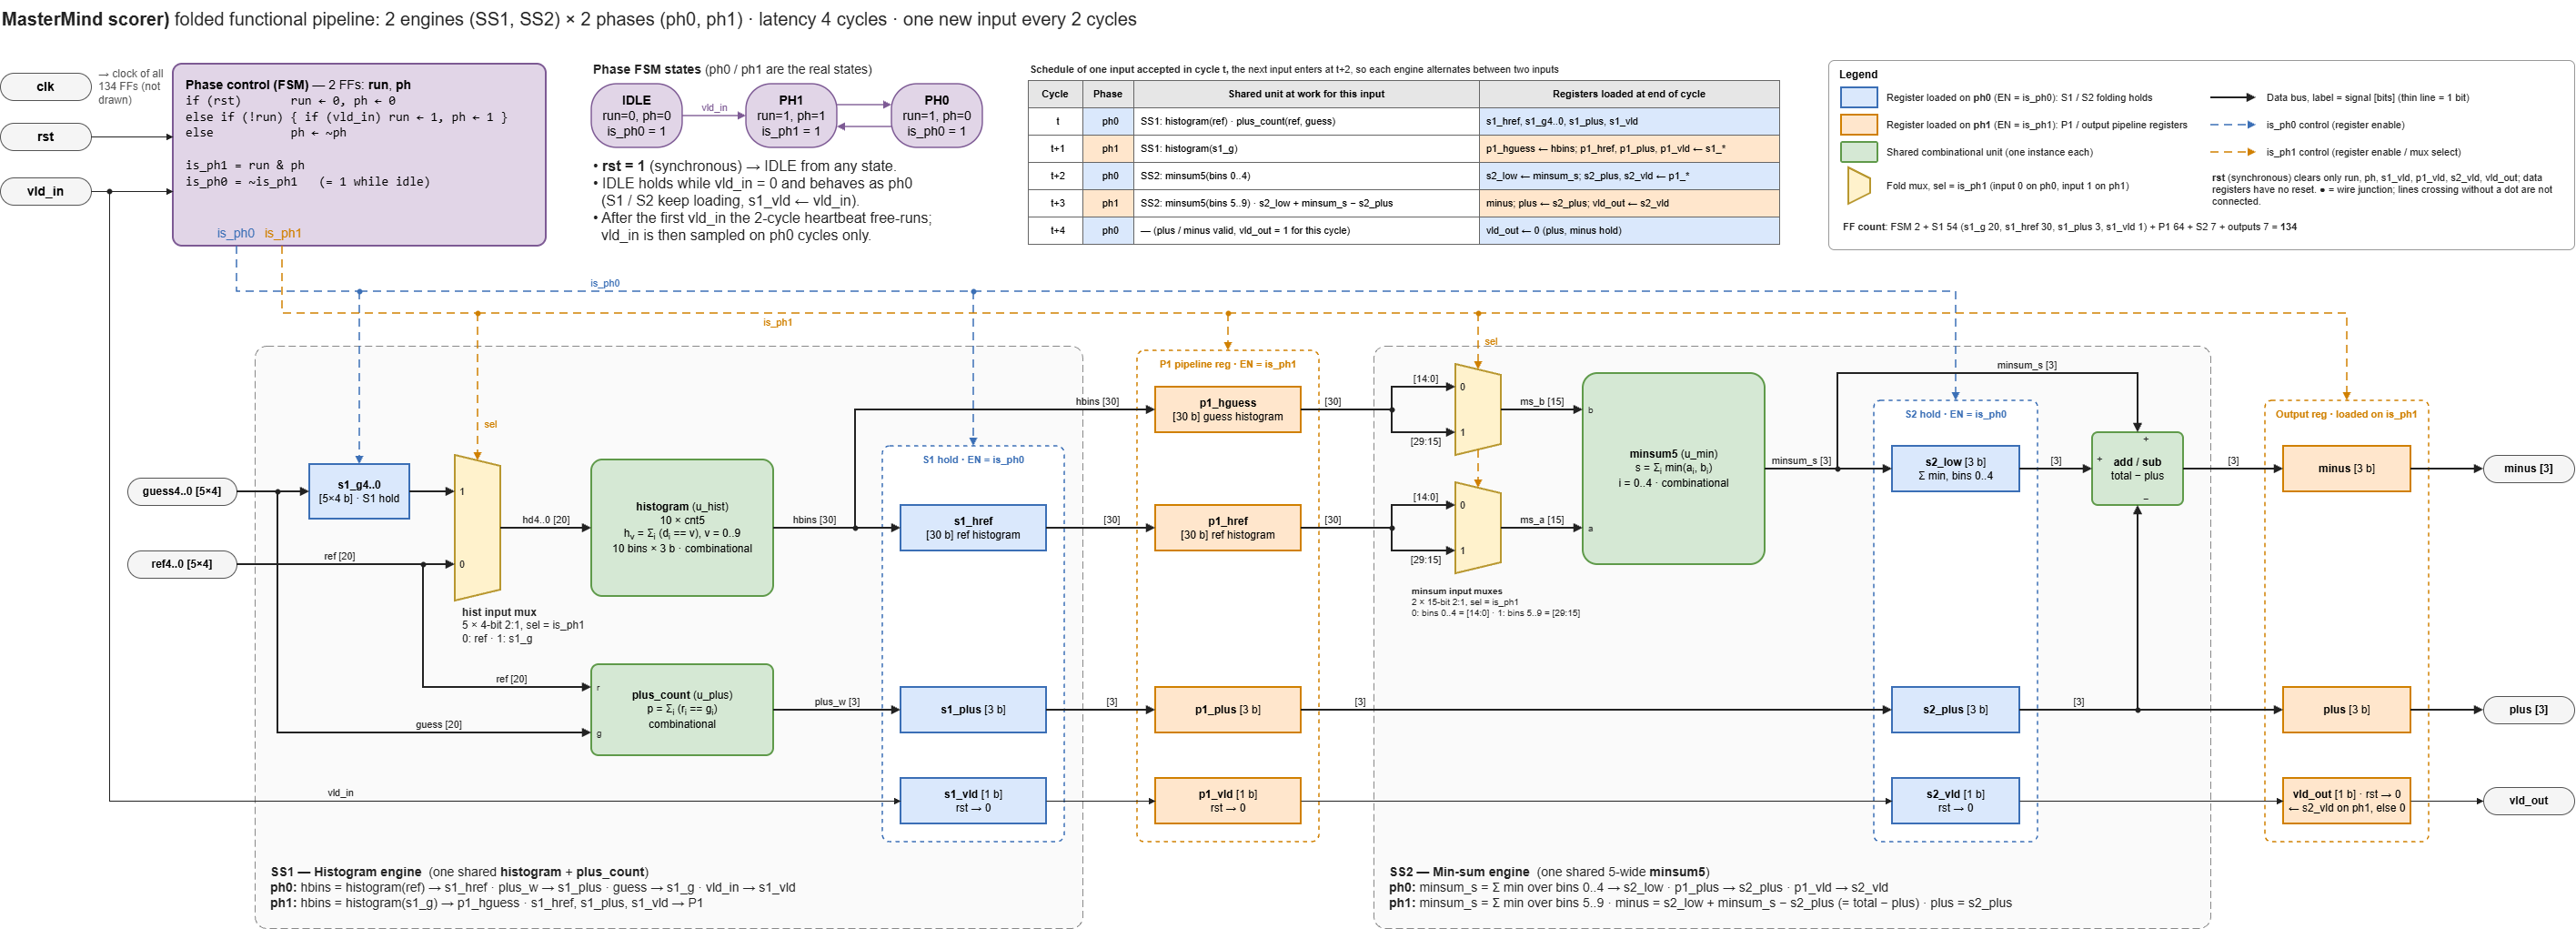 MasterMind scorer) folded functional pipeline: 2 engines (SS1, SS2) × 2 phases (ph0, ph1) · latency 4 cycles · one new input every 2 cycles
clk
→ clock of all
134 FFs (not
drawn)
rst
vld_in
Phase control (FSM) — 2 FFs: run, ph
if (rst) run ← 0, ph ← 0
else if (!run) { if (vld_in) run ← 1, ph ← 1 }
else ph ← ~ph
is_ph1 = run & ph
is_ph0 = ~is_ph1 (= 1 while idle)
is_ph0 is_ph1
Phase FSM states (ph0 / ph1 are the real states)
IDLE
run=0, ph=0
is_ph0 = 1
vld_in
PH1
run=1, ph=1
is_ph1 = 1
PH0
run=1, ph=0
is_ph0 = 1
• rst = 1 (synchronous) → IDLE from any state.
• IDLE holds while vld_in = 0 and behaves as ph0
(S1 / S2 keep loading, s1_vld ← vld_in).
• After the first vld_in the 2-cycle heartbeat free-runs;
vld_in is then sampled on ph0 cycles only.
Schedule of one input accepted in cycle t, the next input enters at t+2, so each engine alternates between two inputs
Cycle Phase Shared unit at work for this input Registers loaded at end of cycle
t ph0 SS1: histogram(ref) · plus_count(ref, guess) s1_href, s1_g4..0, s1_plus, s1_vld
t+1 ph1 SS1: histogram(s1_g) p1_hguess ← hbins; p1_href, p1_plus, p1_vld ← s1_*
t+2 ph0 SS2: minsum5(bins 0..4) s2_low ← minsum_s; s2_plus, s2_vld ← p1_*
t+3 ph1 SS2: minsum5(bins 5..9) · s2_low + minsum_s − s2_plus minus; plus ← s2_plus; vld_out ← s2_vld
t+4 ph0 — (plus / minus valid, vld_out = 1 for this cycle) vld_out ← 0 (plus, minus hold)
Legend
Register loaded on ph0 (EN = is_ph0): S1 / S2 folding holds
Register loaded on ph1 (EN = is_ph1): P1 / output pipeline registers
Shared combinational unit (one instance each)
Fold mux, sel = is_ph1 (input 0 on ph0, input 1 on ph1)
Data bus, label = signal [bits] (thin line = 1 bit)
is_ph0 control (register enable)
is_ph1 control (register enable / mux select)
rst (synchronous) clears only run, ph, s1_vld, p1_vld, s2_vld, vld_out; data
registers have no reset. ● = wire junction; lines crossing without a dot are not
connected.
FF count: FSM 2 + S1 54 (s1_g 20, s1_href 30, s1_plus 3, s1_vld 1) + P1 64 + S2 7 + outputs 7 = 134
is_ph0
is_ph1
guess4..0 [5×4]
ref4..0 [5×4]
s1_g4..0
[5×4 b] · S1 hold
ref [20]
sel
1
0
hist input mux
5 × 4-bit 2:1, sel = is_ph1
0: ref · 1: s1_g
hd4..0 [20]
histogram (u_hist)
10 × cnt5
hv = Σi (di == v), v = 0..9
10 bins × 3 b · combinational
hbins [30]
hbins [30]
ref [20]
guess [20]
r
g
plus_count (u_plus)
p = Σi (ri == gi)
combinational
plus_w [3]
vld_in
S1 hold · EN = is_ph0
s1_href
[30 b] ref histogram
s1_plus [3 b]
s1_vld [1 b]
rst → 0
[30]
[3]
P1 pipeline reg · EN = is_ph1
p1_hguess
[30 b] guess histogram
p1_href
[30 b] ref histogram
p1_plus [3 b]
p1_vld [1 b]
rst → 0
[30]
[30]
[3]
sel
[14:0]
0
1
[29:15]
[14:0]
0
1
[29:15]
minsum input muxes
2 × 15-bit 2:1, sel = is_ph1
0: bins 0..4 = [14:0] · 1: bins 5..9 = [29:15]
ms_b [15]
ms_a [15]
b
a
minsum5 (u_min)
s = Σi min(ai, bi)
i = 0..4 · combinational
minsum_s [3]
minsum_s [3]
S2 hold · EN = is_ph0
s2_low [3 b]
Σ min, bins 0..4
s2_plus [3 b]
s2_vld [1 b]
rst → 0
[3]
[3]
+
+
add / sub
total − plus
−
[3]
Output reg · loaded on is_ph1
minus [3 b]
plus [3 b]
vld_out [1 b] · rst → 0
← s2_vld on ph1, else 0
minus [3]
plus [3]
vld_out
SS1 — Histogram engine (one shared histogram + plus_count)
ph0: hbins = histogram(ref) → s1_href · plus_w → s1_plus · guess → s1_g · vld_in → s1_vld
ph1: hbins = histogram(s1_g) → p1_hguess · s1_href, s1_plus, s1_vld → P1
SS2 — Min-sum engine (one shared 5-wide minsum5)
ph0: minsum_s = Σ min over bins 0..4 → s2_low · p1_plus → s2_plus · p1_vld → s2_vld
ph1: minsum_s = Σ min over bins 5..9 · minus = s2_low + minsum_s − s2_plus (= total − plus) · plus = s2_plus